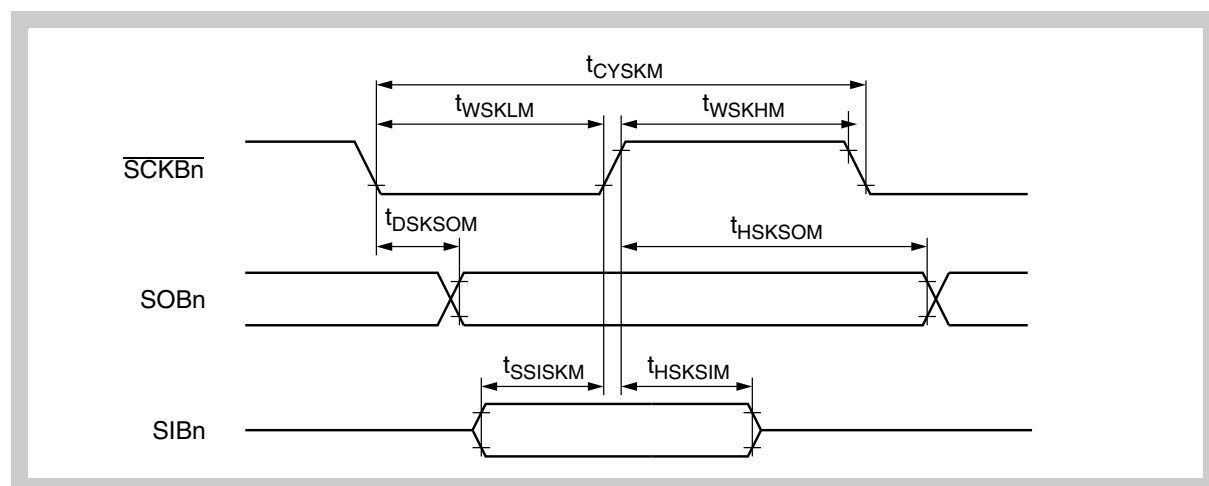 tCYSKM
tWSKLM
tWSKHM
SCKBn
tDSKSOM
tHSKSOM
SOBn
tSSISKM
tHSKSIM
SIBn